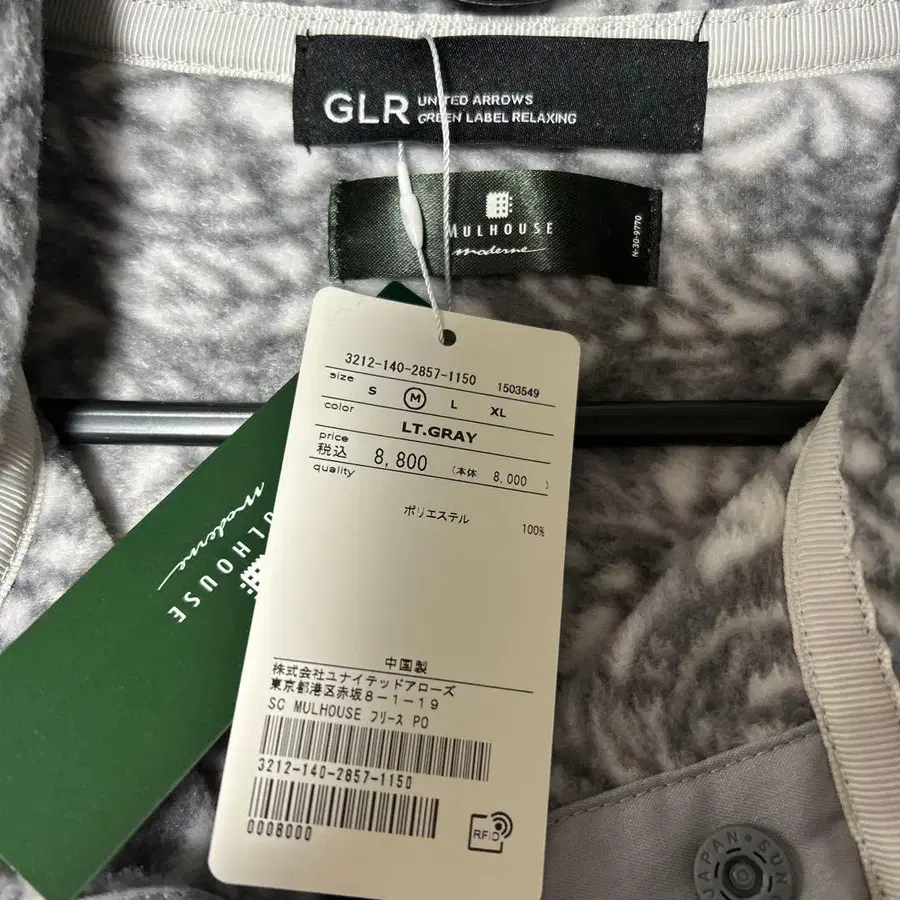 GLR UNITED ARROWS
GREEN LABEL RELAXING
MULHOUSE
moderne
N-30-9770
3212-140-2857-1150 1503549
size S M L XL
color LT.GRAY
price
税込 8,800 (本体 8,000 )
quality
ポリエステル 100%
中国製
株式会社ユナイテッドアローズ
東京都港区赤坂8-1-19
SC MULHOUSE フリース PO
3212-140-2857-1150
0008000
RFID
ULHOUSE
moderne
JAPAN★SUN